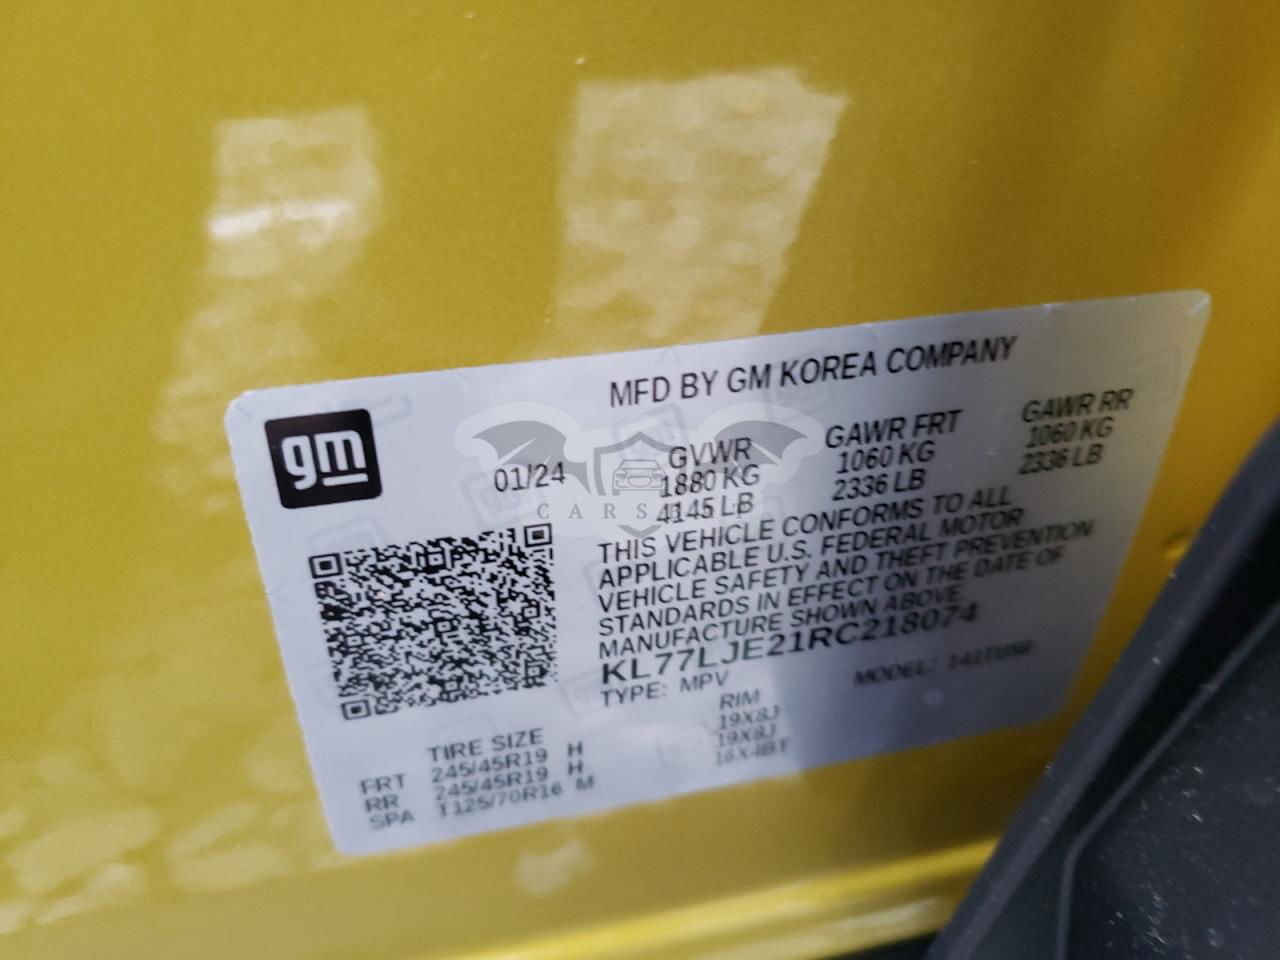 MFD BY GM KOREA COMPANY
gm
01/24
GVWR GAWR FRT GAWR RR
1880 KG 1060 KG 1060 KG
4145 LB 2336 LB 2336 LB
CARS
THIS VEHICLE CONFORMS TO ALL
APPLICABLE U.S. FEDERAL MOTOR
VEHICLE SAFETY AND THEFT PREVENTION
STANDARDS IN EFFECT ON THE DATE OF
MANUFACTURE SHOWN ABOVE.
KL77LJE21RC218074
TYPE: MPV MODEL: 141TU58
TIRE SIZE RIM
FRT 245/45R19 H 19X8J
RR 245/45R19 H 19X8J
SPA T125/70R16 M 16X4BT